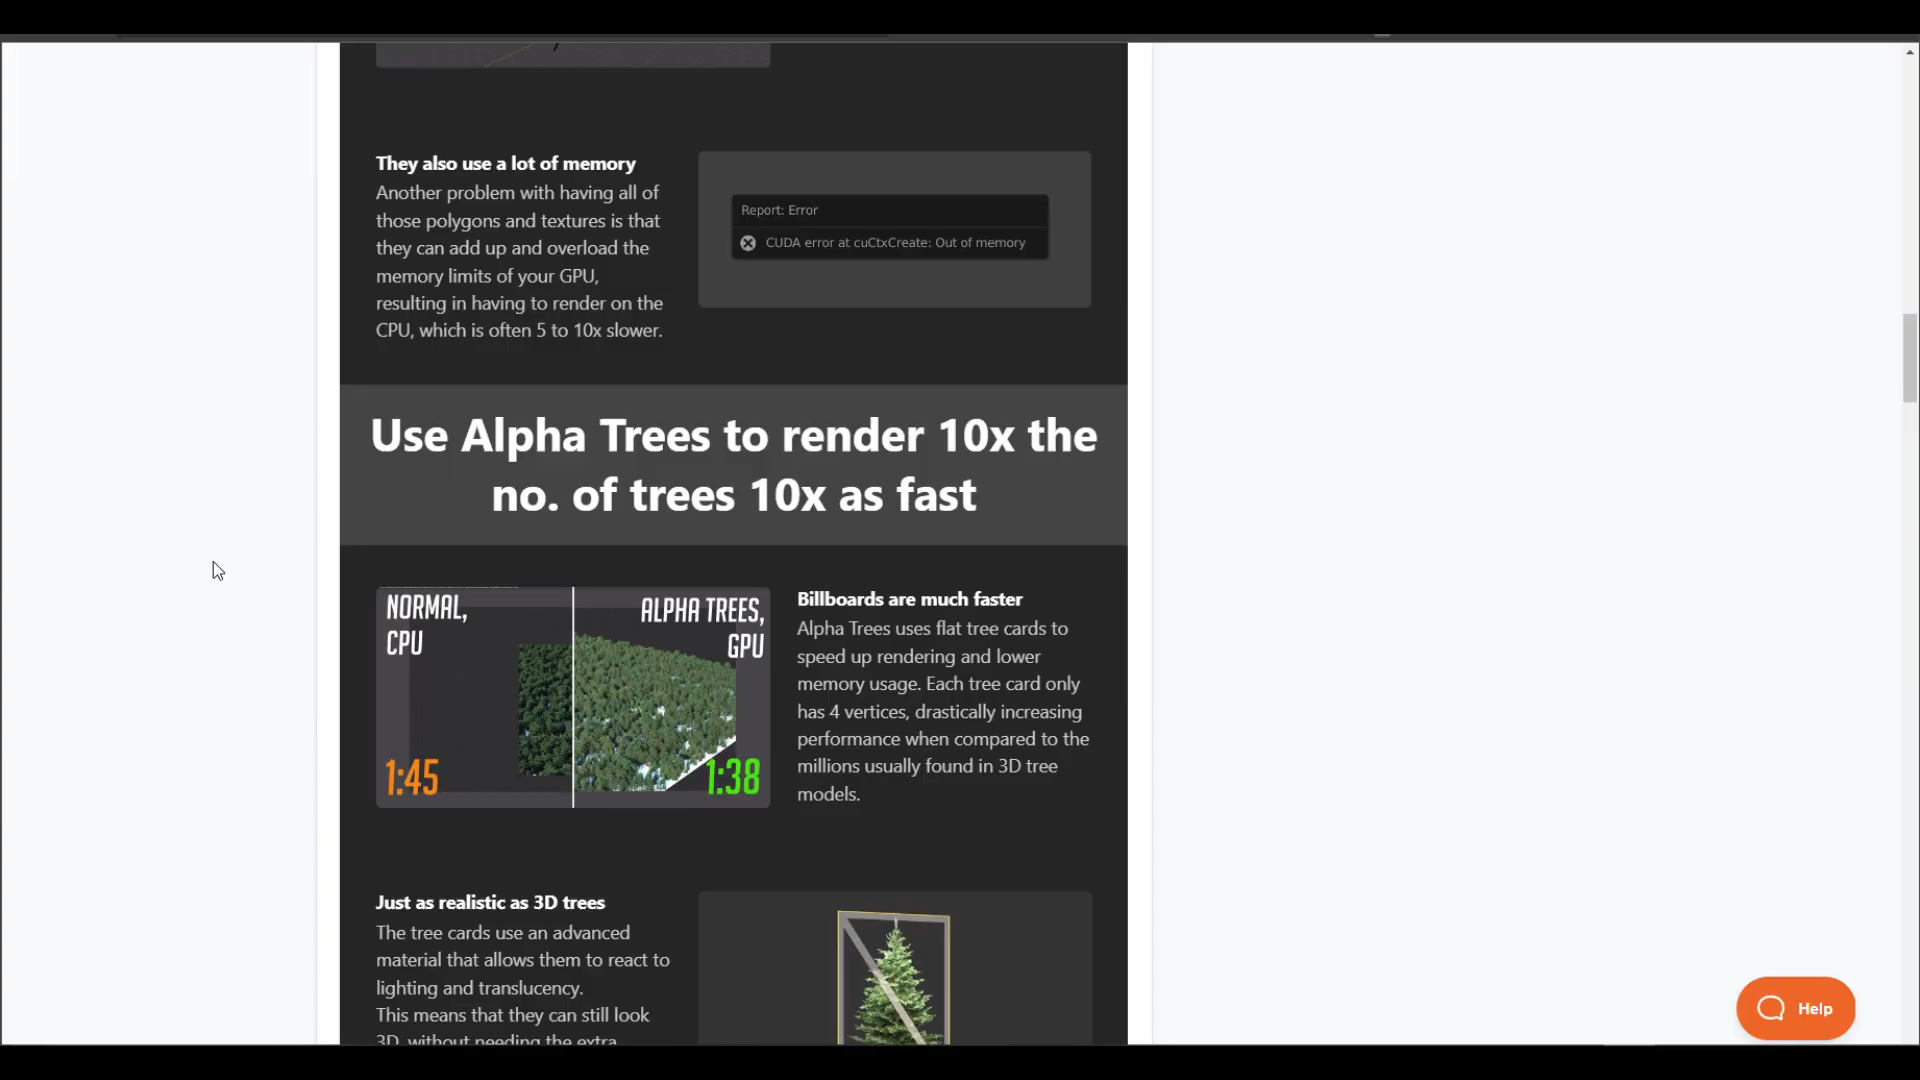 They also use a lot of memory
Another problem with having all of
those polygons and textures is that
they can add up and overload the
memory limits of your GPU,
resulting in having to render on the
CPU, which is often 5 to 10x slower.
Report: Error
CUDA error at cuCtxCreate: Out of memory
Use Alpha Trees to render 10x the
no. of trees 10x as fast
NORMAL,
CPU
ALPHA TREES,
GPU
1:45
1:38
Billboards are much faster
Alpha Trees uses flat tree cards to
speed up rendering and lower
memory usage. Each tree card only
has 4 vertices, drastically increasing
performance when compared to the
millions usually found in 3D tree
models.
Just as realistic as 3D trees
The tree cards use an advanced
material that allows them to react to
lighting and translucency.
This means that they can still look
3D, without needing the extra
Help